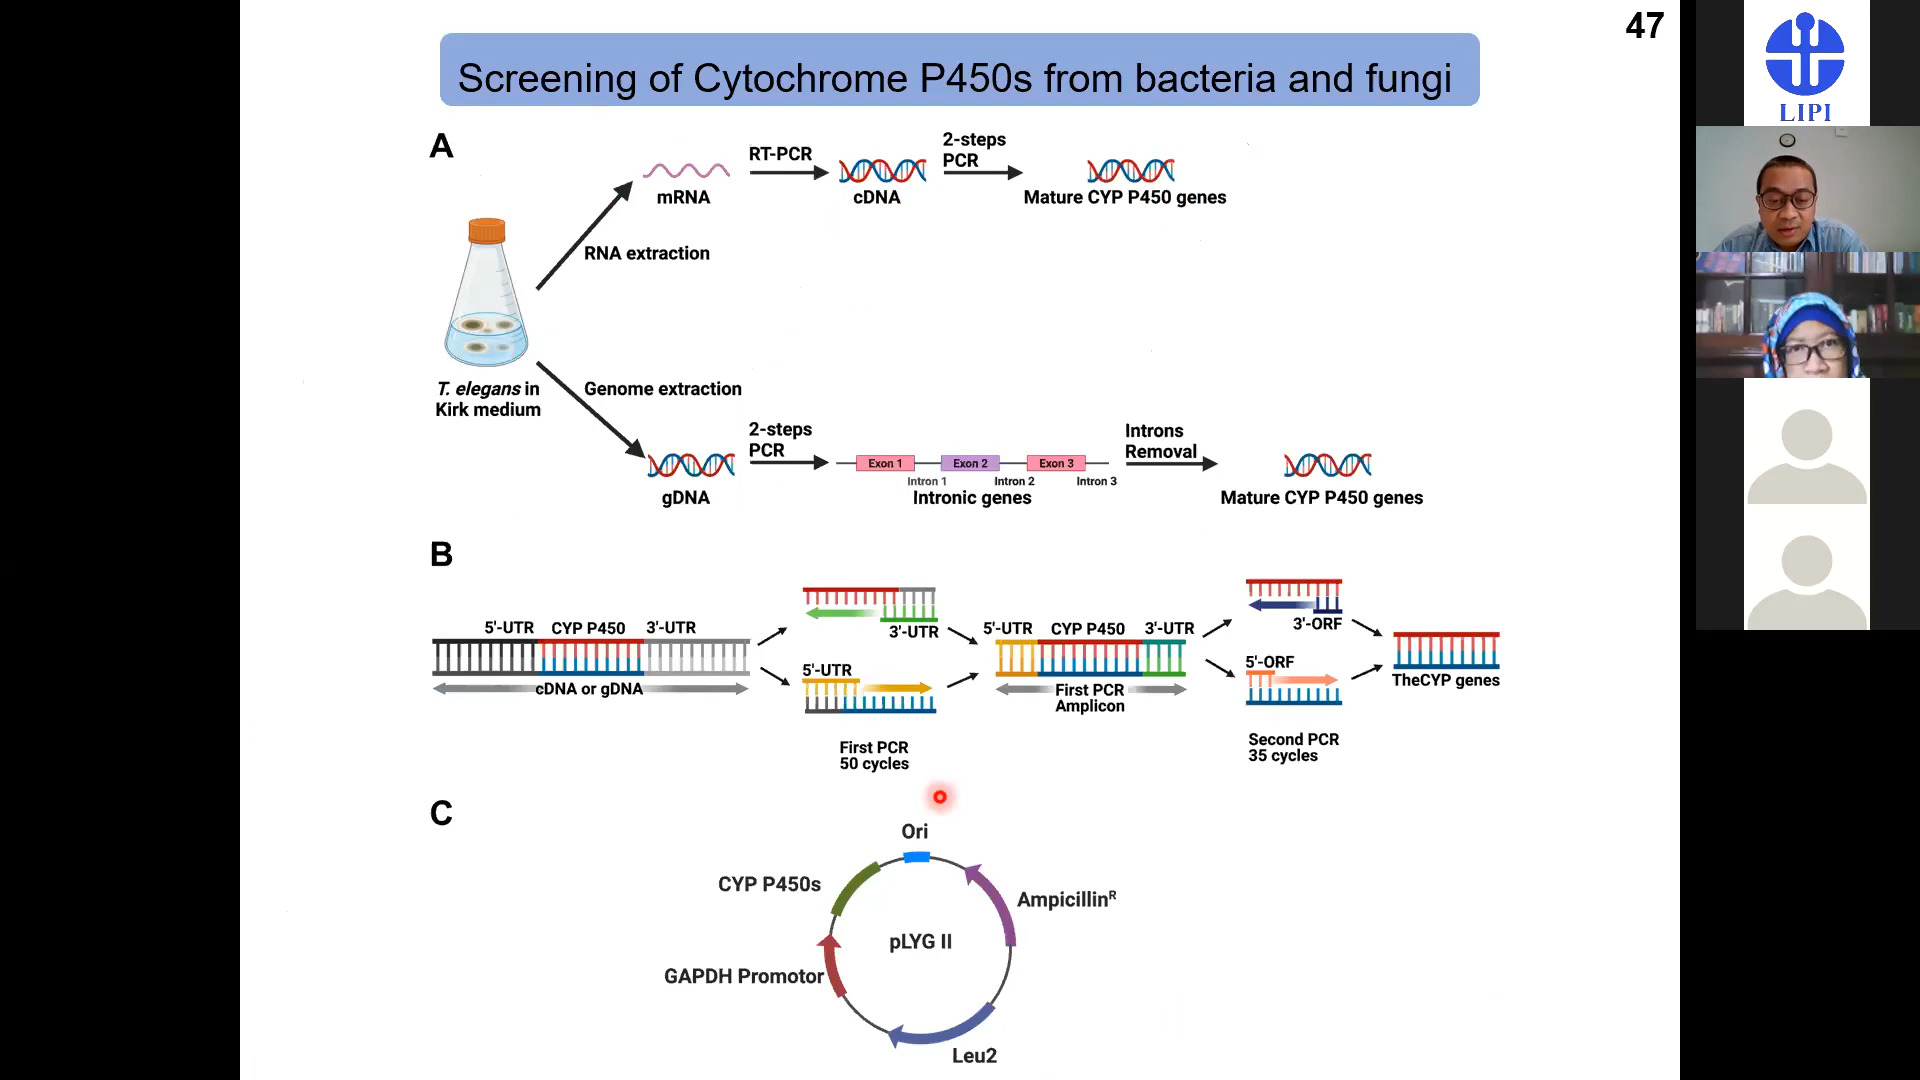 47
LIPI
Screening of Cytochrome P450s from bacteria and fungi
A
RT-PCR
2-steps
PCR
mRNA
cDNA
Mature CYP P450 genes
RNA extraction
T. elegans in
Kirk medium
Genome extraction
2-steps
PCR
Introns
Removal
Exon 1
Exon 2
Exon 3
Intron 1
Intron 2
Intron 3
gDNA
Intronic genes
Mature CYP P450 genes
B
5'-UTR
CYP P450
3'-UTR
cDNA or gDNA
3'-UTR
5'-UTR
First PCR
50 cycles
5'-UTR
CYP P450
3'-UTR
First PCR
Amplicon
3'-ORF
5'-ORF
Second PCR
35 cycles
TheCYP genes
C
Ori
CYP P450s
Ampicillinᴿ
pLYG II
GAPDH Promotor
Leu2